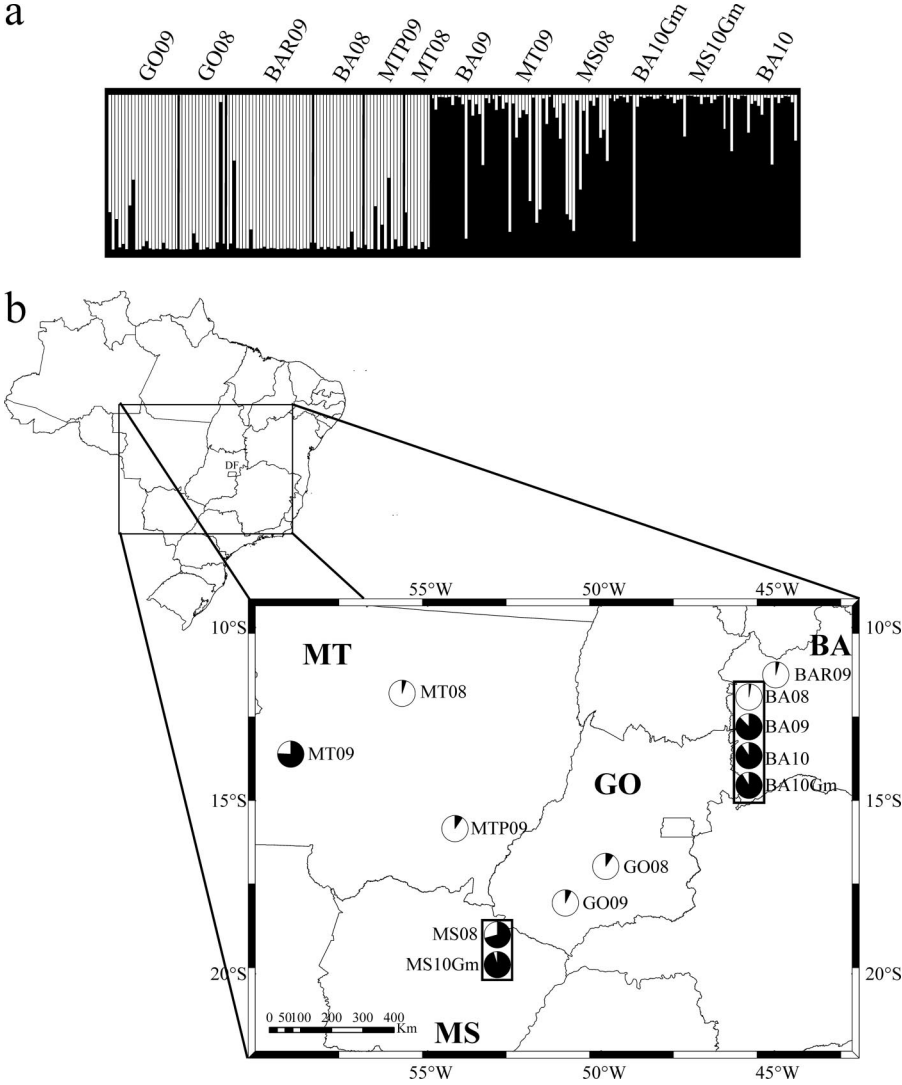 a
GO09 GO08 BAR09 BA08 MTP09 MT08 BA09 MT09 MS08 BA10Gm MS10Gm BA10
b
DF
55°W 50°W 45°W
10°S 10°S
MT
BA
BAR09
MT08
BA08
BA09
MT09
BA10
GO
BA10Gm
15°S 15°S
MTP09
GO08
GO09
MS08
MS10Gm
20°S 20°S
0 50 100 200 300 400 Km
MS
55°W 50°W 45°W